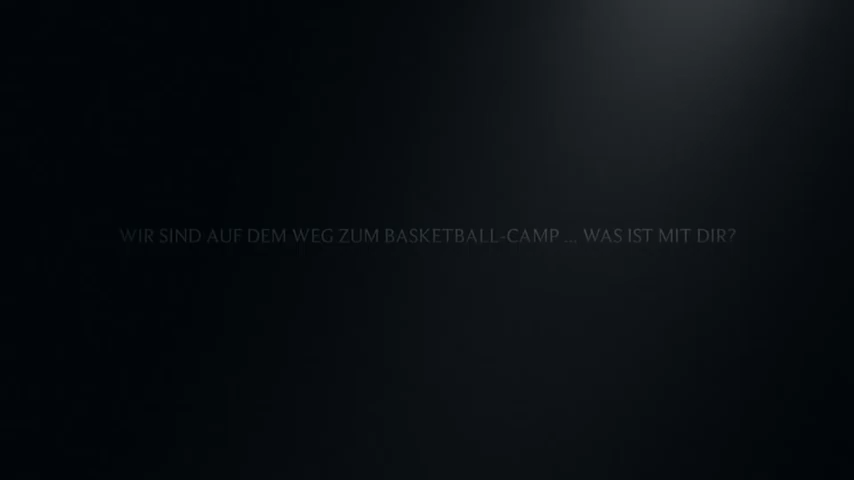 WIR SIND AUF DEM WEG ZUM BASKETBALL-CAMP ... WAS IST MIT DIR?